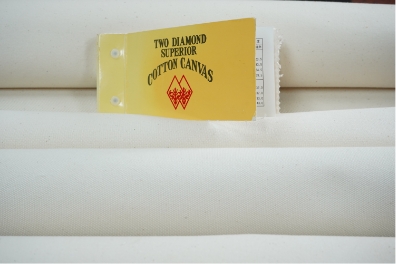 TWO DIAMOND
SUPERIOR
COTTON CANVAS